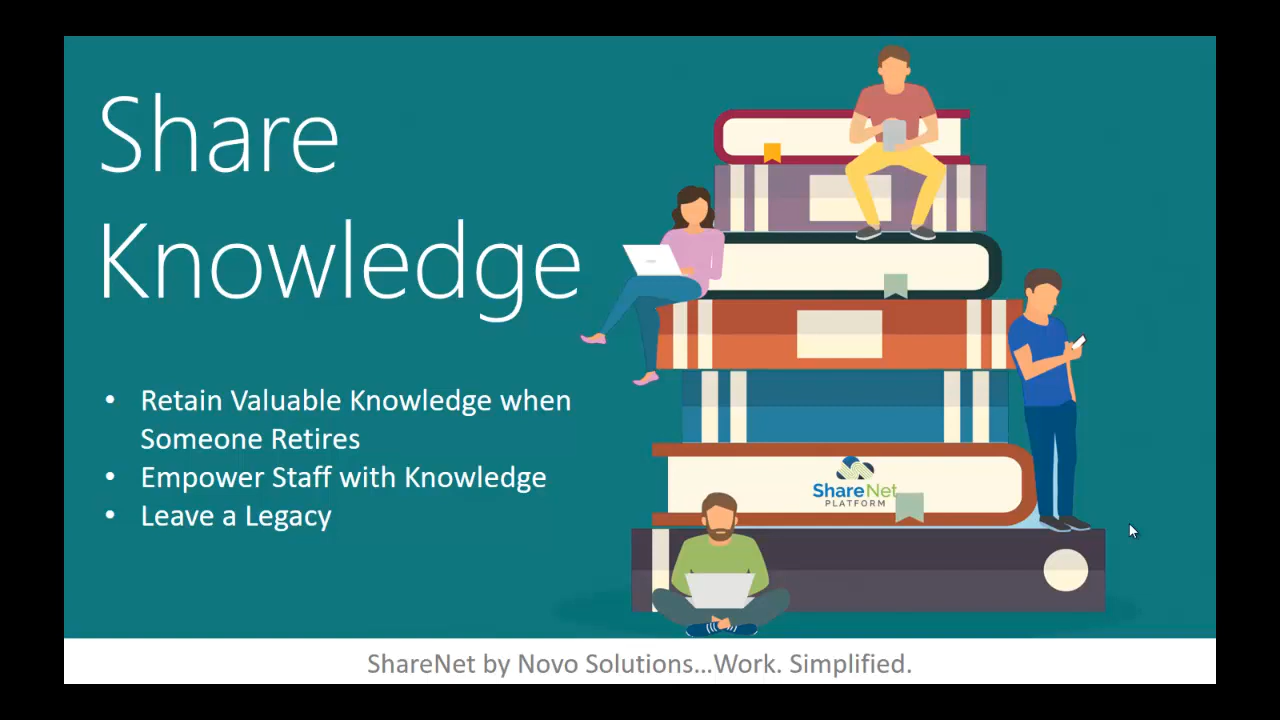 Share
Knowledge
• Retain Valuable Knowledge when
Someone Retires
• Empower Staff with Knowledge
• Leave a Legacy
ShareNet
PLATFORM
ShareNet by Novo Solutions...Work. Simplified.